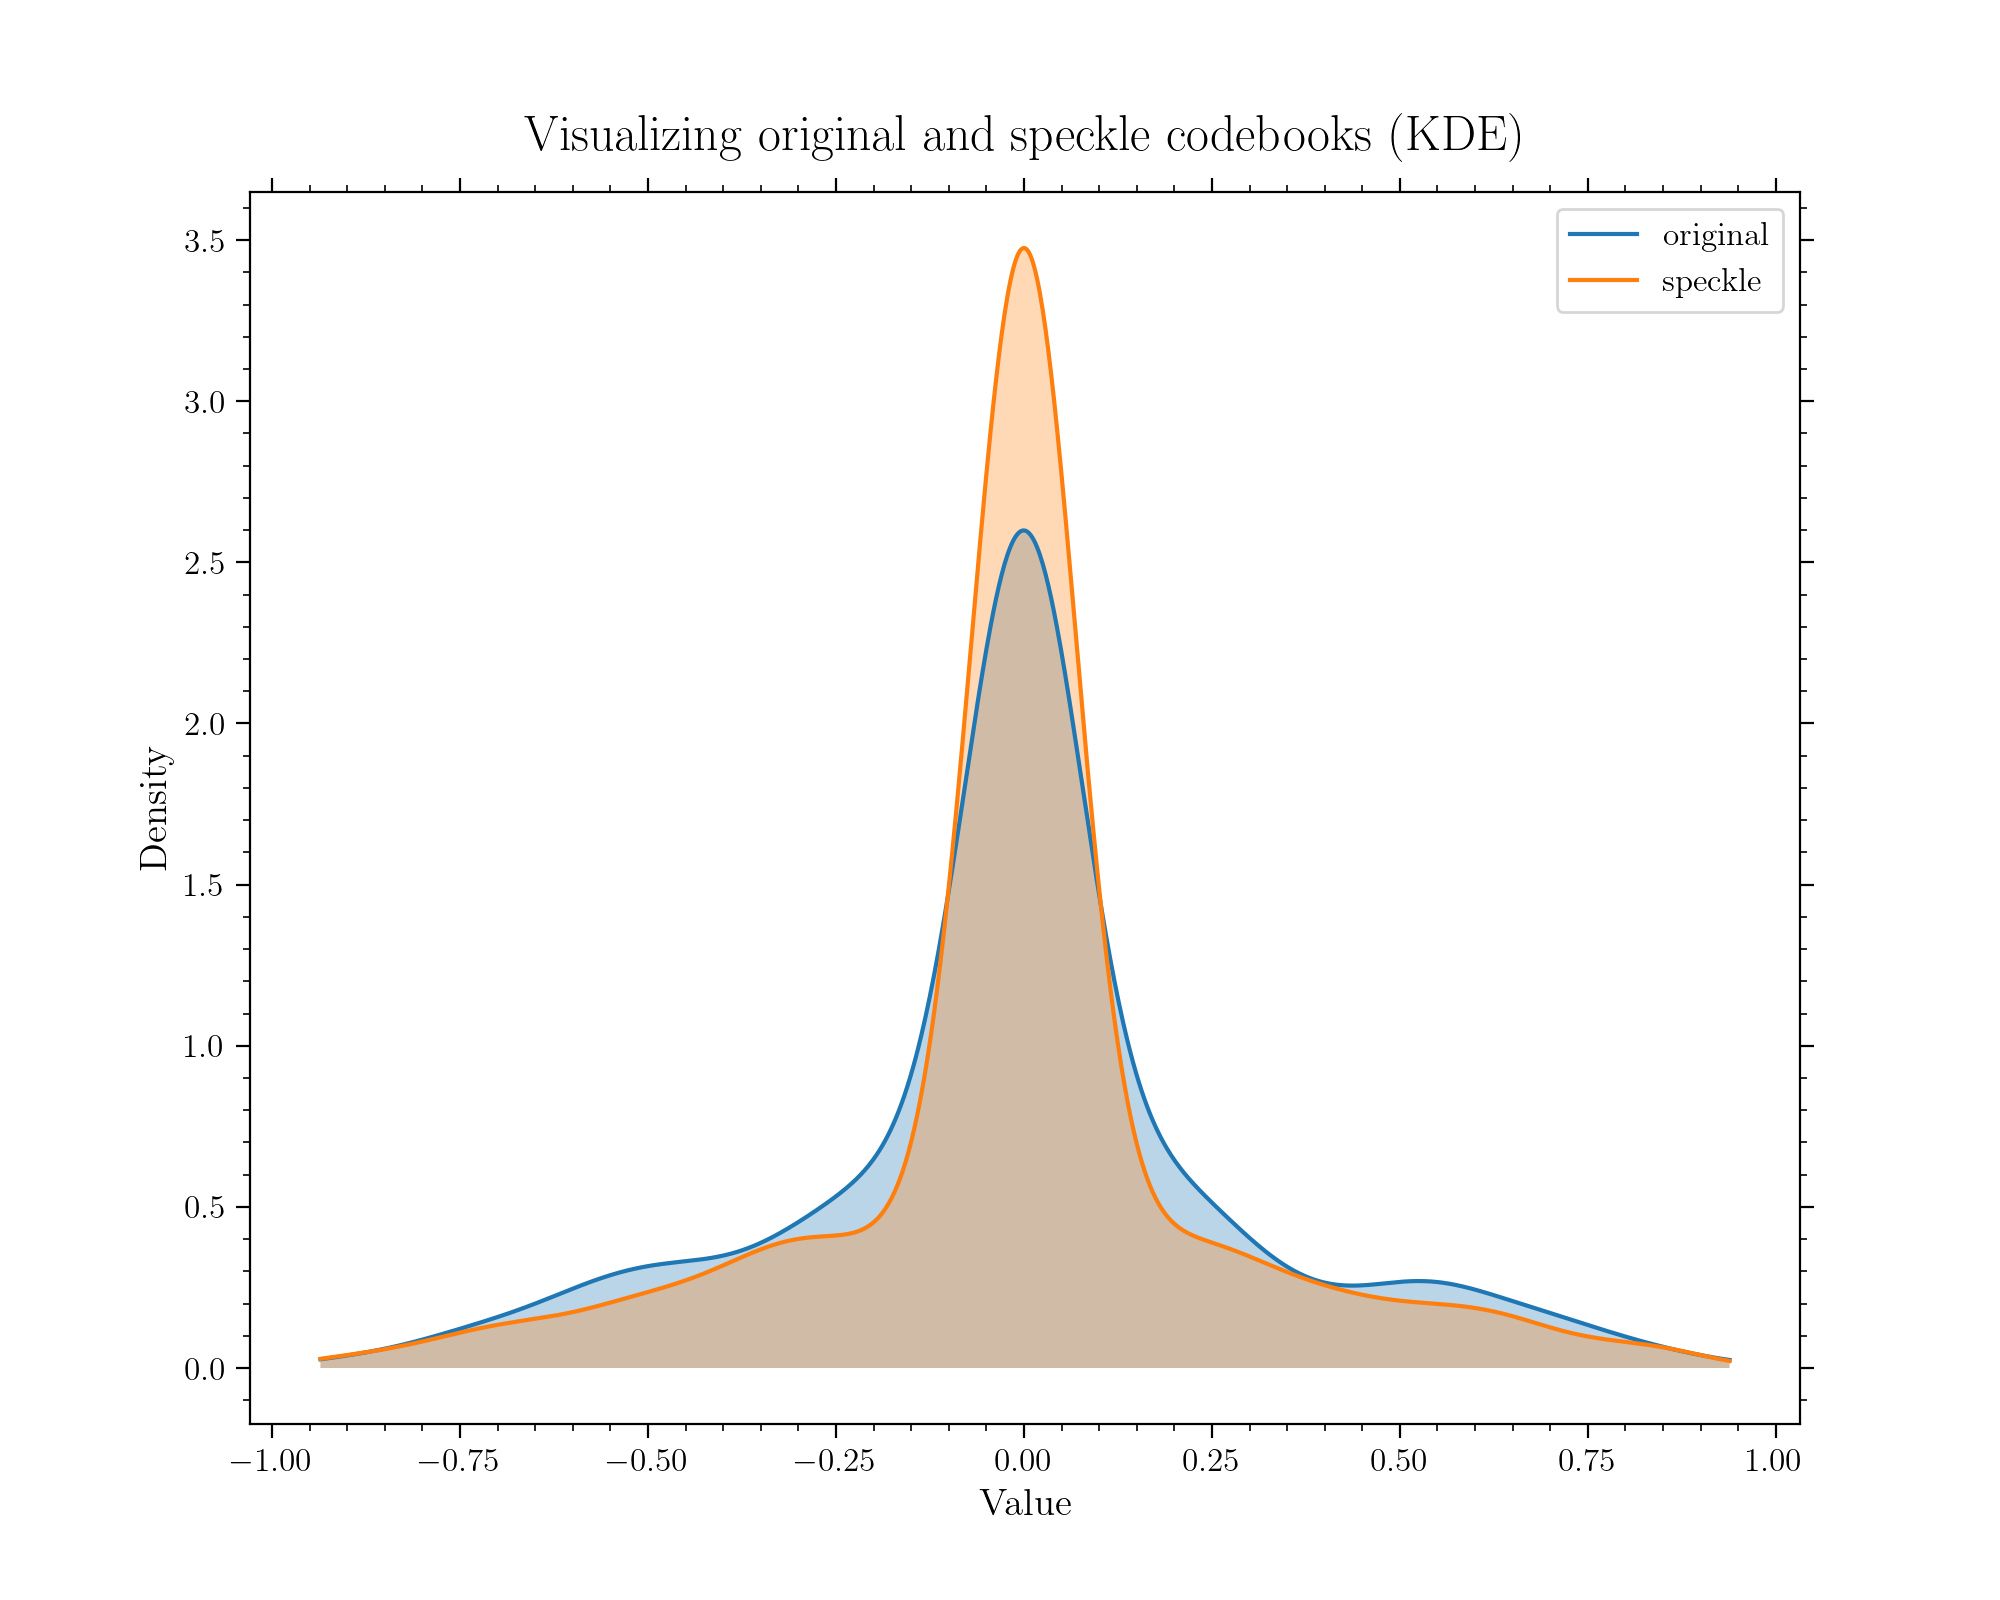 Visualizing original and speckle codebooks (KDE)
original
speckle
3.5
3.0
2.5
2.0
1.5
1.0
0.5
0.0
Density
−1.00 −0.75 −0.50 −0.25 0.00 0.25 0.50 0.75 1.00
Value